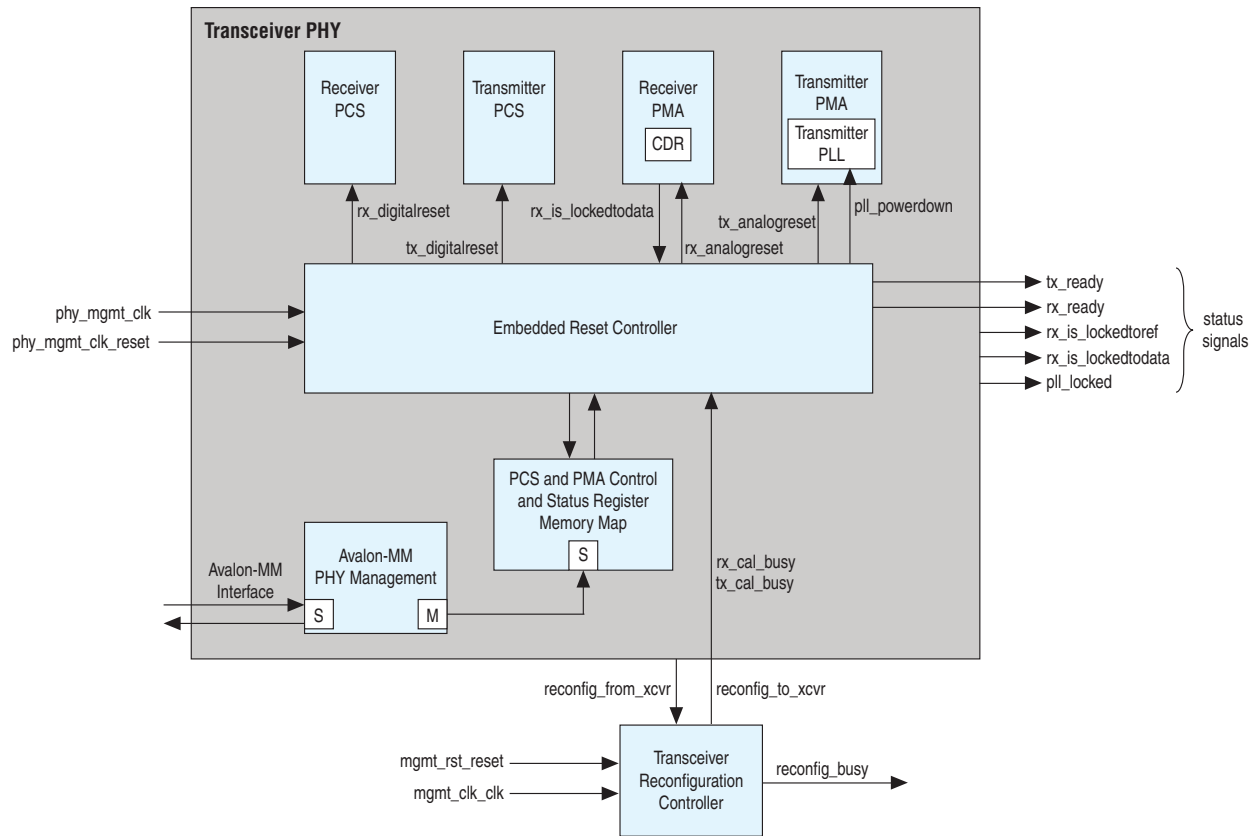 Transceiver PHY
Receiver
PCS
Transmitter
PCS
Receiver
PMA
CDR
Transmitter
PMA
Transmitter
PLL
rx_digitalreset
tx_digitalreset
rx_is_lockedtodata
rx_analogreset
tx_analogreset
pll_powerdown
phy_mgmt_clk
phy_mgmt_clk_reset
Embedded Reset Controller
tx_ready
rx_ready
rx_is_lockedtoref
rx_is_lockedtodata
pll_locked
status
signals
PCS and PMA Control
and Status Register
Memory Map
S
Avalon-MM
PHY Management
S
M
Avalon-MM
Interface
rx_cal_busy
tx_cal_busy
reconfig_from_xcvr
reconfig_to_xcvr
mgmt_rst_reset
mgmt_clk_clk
Transceiver
Reconfiguration
Controller
reconfig_busy